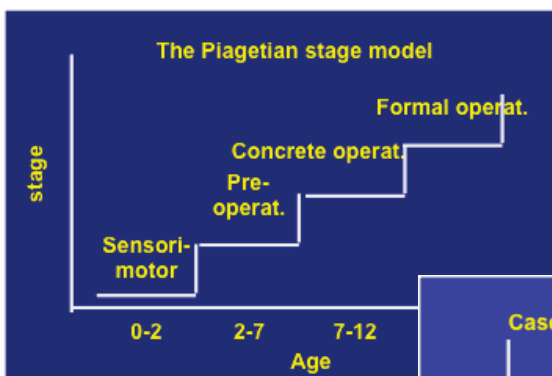 The Piagetian stage model
Formal operat.
Concrete operat.
Pre-
operat.
Sensori-
motor
stage
0-2 2-7 7-12
Age